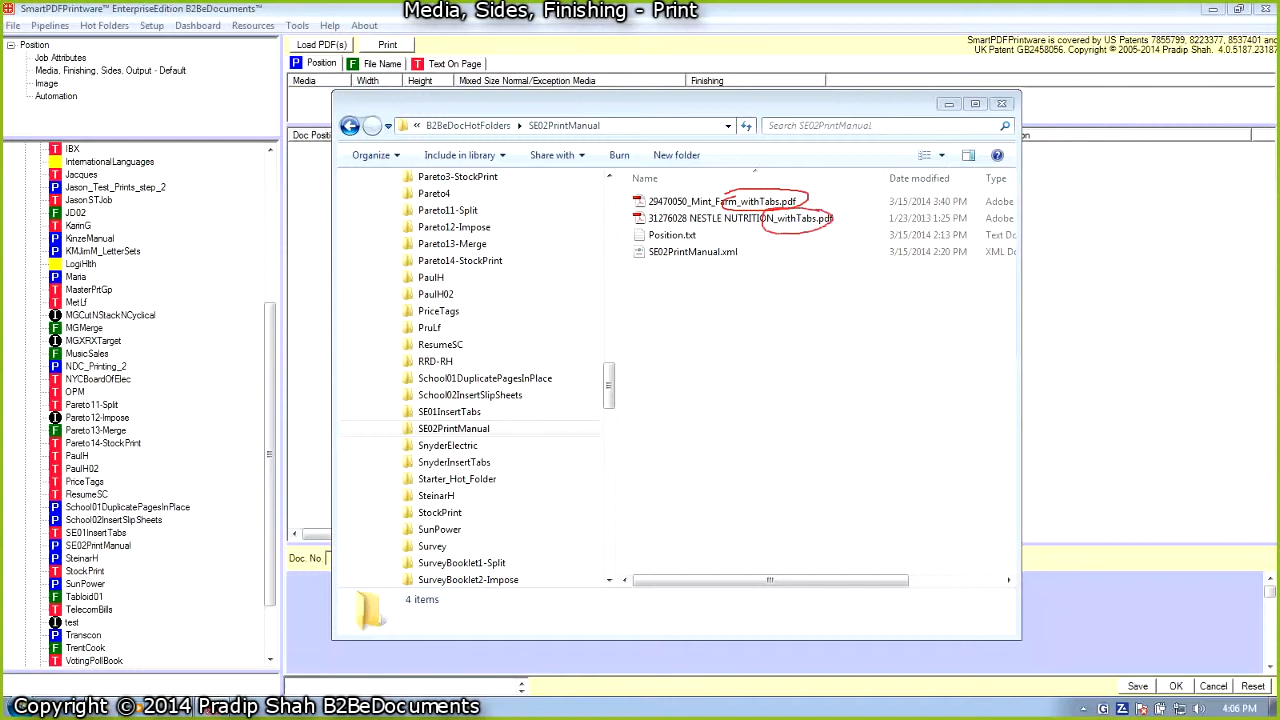 Media, Sides, Finishing - Print
SmartPDFPrintware™ EnterpriseEdition B2BeDocuments™
File Pipelines Hot Folders Setup Dashboard Resources Tools Help About
SmartPDFPrintware is covered by US Patents 7855799, 8223377, 8537401 and
UK Patent GB2458056. Copyright © 2005-2014 Pradip Shah. 4.0.5187.23187
Position
Job Attributes
Media, Finishing, Sides, Output - Default
Image
Automation
Load PDF(s) Print
P Position F File Name T Text On Page
Media Width Height Mixed Size Normal/Exception Media Finishing
Doc Posit
T IBX
InternationalLanguages
T Jacques
P Jason_Test_Prints_step_2
T JasonSTJob
F JD02
T KarinG
P KinzeManual
P KMJimM_LetterSets
LogiHlth
F Maria
T MasterPrtGp
T MetLf
I MGCutNStackNCyclical
F MGMerge
I MGXRXTarget
F MusicSales
P NDC_Printing_2
T NYCBoardOfElec
T OPM
T Pareto11-Split
I Pareto12-Impose
F Pareto13-Merge
T Pareto14-StockPrint
T PaulH
P PaulH02
T PriceTags
T ResumeSC
P School01DuplicatePagesInPlace
P School02InsertSlipSheets
T SE01InsertTabs
P SE02PrintManual
P SteinarH
T StockPrint
P SunPower
F Tabloid01
T TelecomBills
I test
P Transcon
F TrentCook
T VotingPollBook
« B2BeDocHotFolders SE02PrintManual
Search SE02PrintManual
Organize Include in library Share with Burn New folder
Pareto3-StockPrint
Pareto4
Pareto11-Split
Pareto12-Impose
Pareto13-Merge
Pareto14-StockPrint
PaulH
PaulH02
PriceTags
PruLf
ResumeSC
RRD-RH
School01DuplicatePagesInPlace
School02InsertSlipSheets
SE01InsertTabs
SE02PrintManual
SnyderElectric
SnyderInsertTabs
Starter_Hot_Folder
SteinarH
StockPrint
SunPower
Survey
SurveyBooklet1-Split
SurveyBooklet2-Impose
Name Date modified Type
29470050_Mint_Farm_withTabs.pdf 3/15/2014 3:40 PM Adobe
31276028 NESTLE NUTRITION_withTabs.pdf 1/23/2013 1:25 PM Adobe
Position.txt 3/15/2014 2:13 PM Text Do
SE02PrintManual.xml 3/15/2014 2:20 PM XML Do
4 items
Doc. No
Save OK Cancel Reset
Copyright © 2014 Pradip Shah B2BeDocuments
4:06 PM